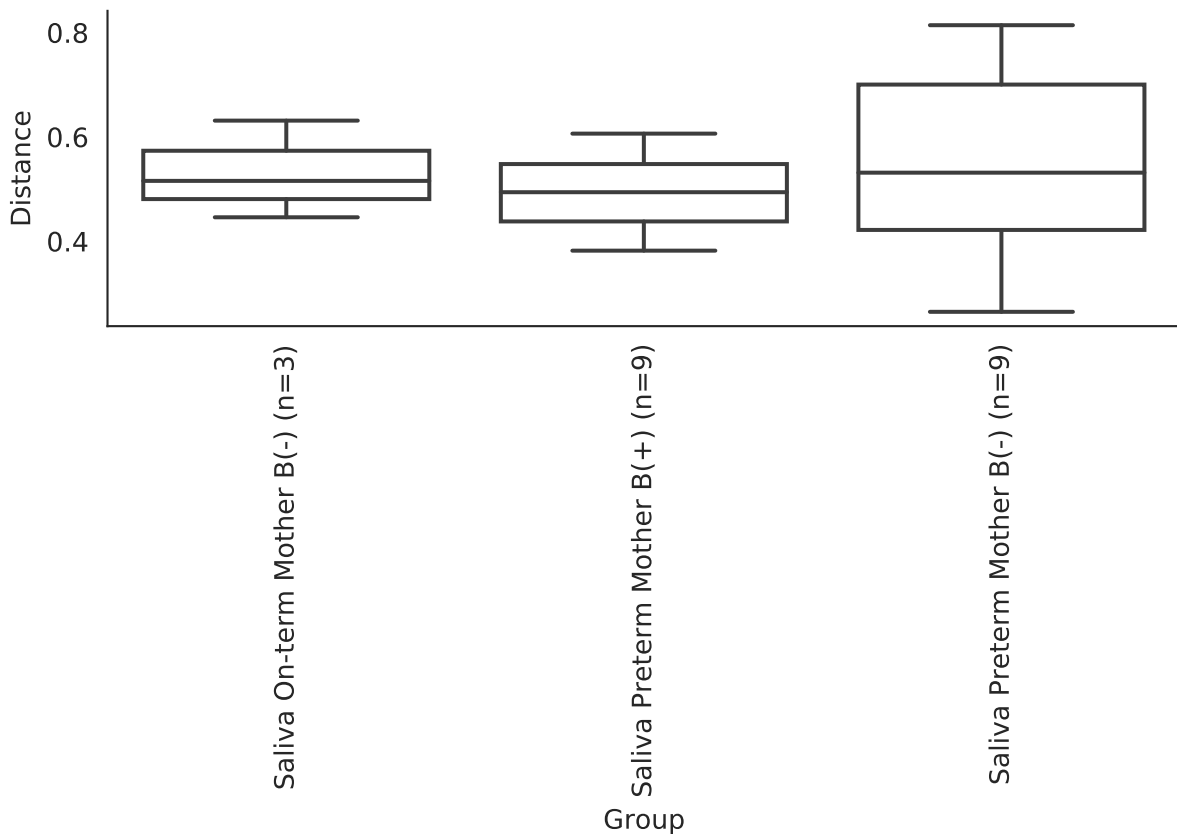 0.8
0.6
0.4
Distance
Saliva On-term Mother B(-) (n=3)
Saliva Preterm Mother B(+) (n=9)
Saliva Preterm Mother B(-) (n=9)
Group